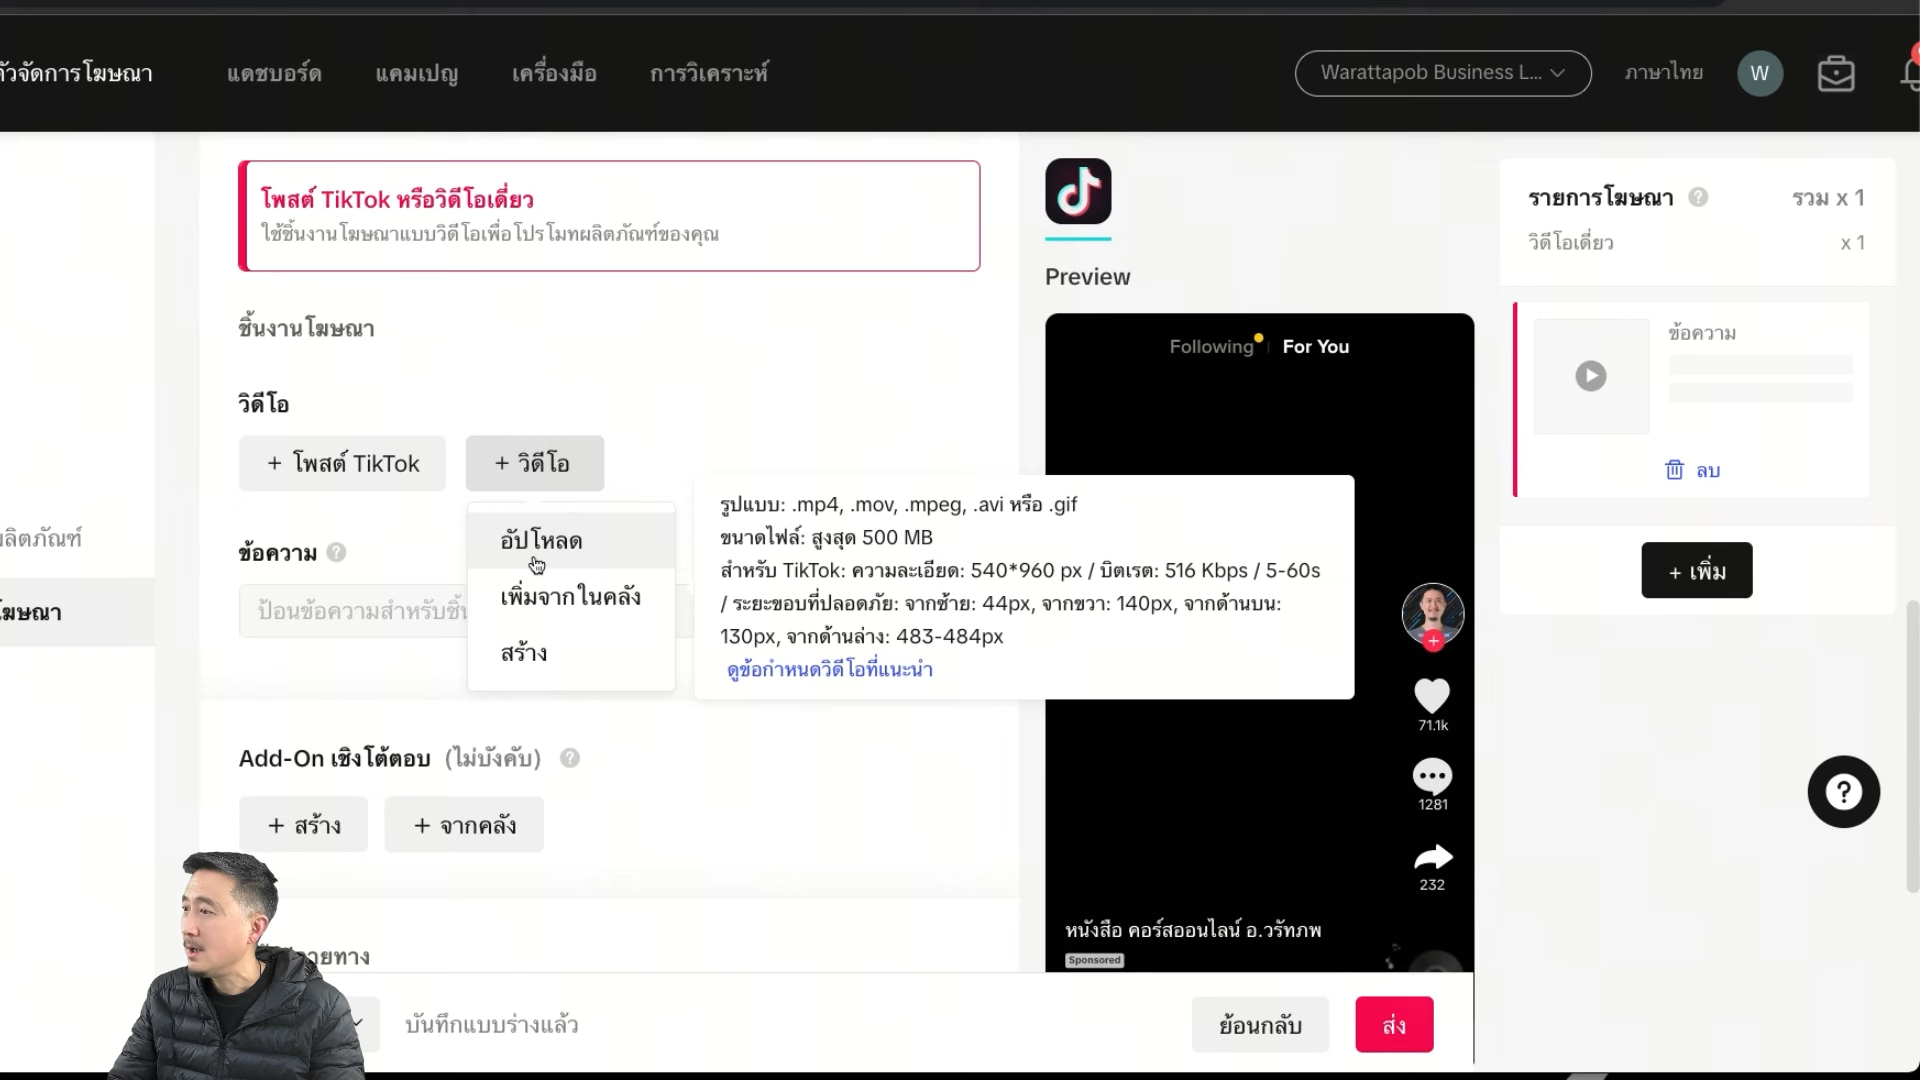 ตัวจัดการโฆษณา
แดชบอร์ด
แคมเปญ
เครื่องมือ
การวิเคราะห์
Warattapob Business L...
ภาษาไทย
W
โพสต์ TikTok หรือวิดีโอเดี่ยว
ใช้ชิ้นงานโฆษณาแบบวิดีโอเพื่อโปรโมทผลิตภัณฑ์ของคุณ
ชิ้นงานโฆษณา
วิดีโอ
+ โพสต์ TikTok
+ วิดีโอ
อัปโหลด
เพิ่มจากในคลัง
สร้าง
ข้อความ
ป้อนข้อความสำหรับชิ้น
รูปแบบ: .mp4, .mov, .mpeg, .avi หรือ .gif
ขนาดไฟล์: สูงสุด 500 MB
สำหรับ TikTok: ความละเอียด: 540*960 px / บิตเรต: 516 Kbps / 5-60s
/ ระยะขอบที่ปลอดภัย: จากซ้าย: 44px, จากขวา: 140px, จากด้านบน:
130px, จากด้านล่าง: 483-484px
ดูข้อกำหนดวิดีโอที่แนะนำ
Add-On เชิงโต้ตอบ (ไม่บังคับ)
+ สร้าง
+ จากคลัง
บันทึกแบบร่างแล้ว
ย้อนกลับ
ส่ง
Preview
Following
For You
71.1k
1281
232
หนังสือ คอร์สออนไลน์ อ.วรัทภพ
Sponsored
รายการโฆษณา
รวม x 1
วิดีโอเดี่ยว
x 1
ข้อความ
ลบ
+ เพิ่ม